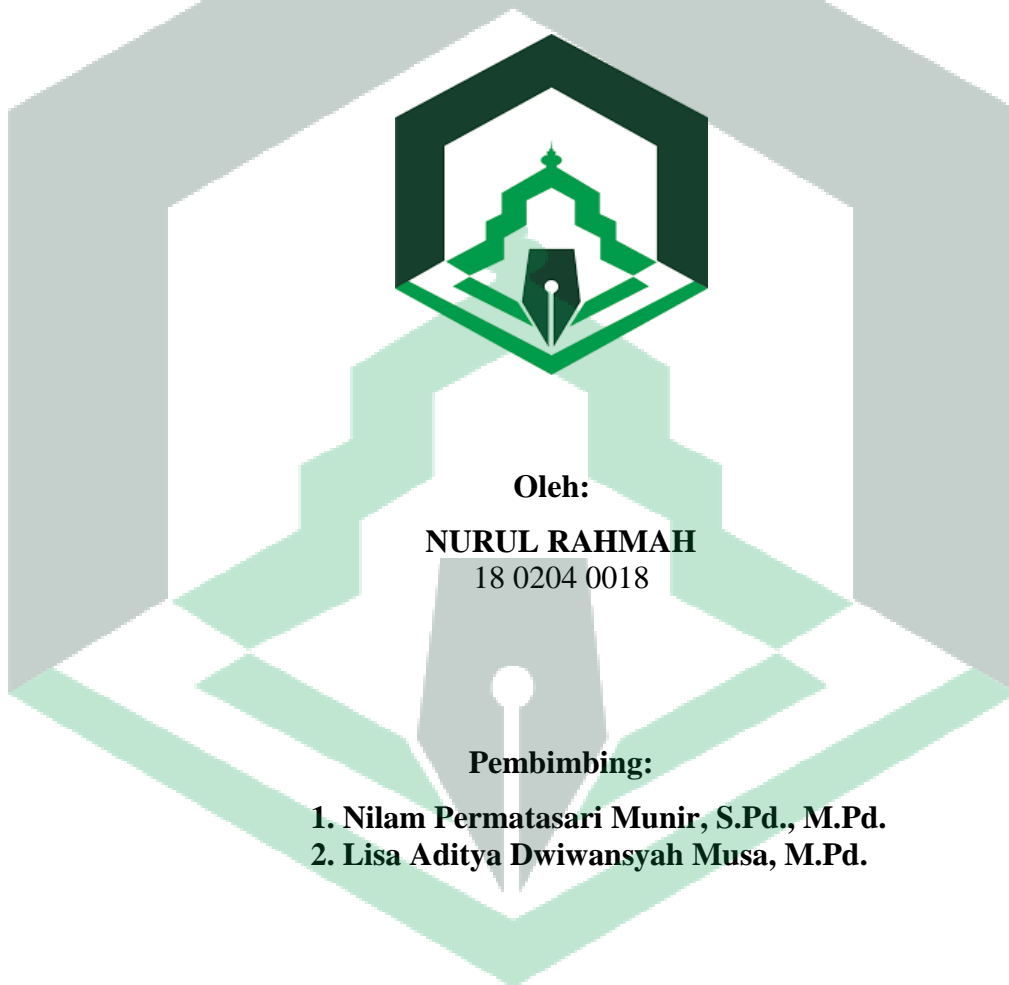 Oleh:
NURUL RAHMAH
18 0204 0018
Pembimbing:
1. Nilam Permatasari Munir, S.Pd., M.Pd.
2. Lisa Aditya Dwiwansyah Musa, M.Pd.